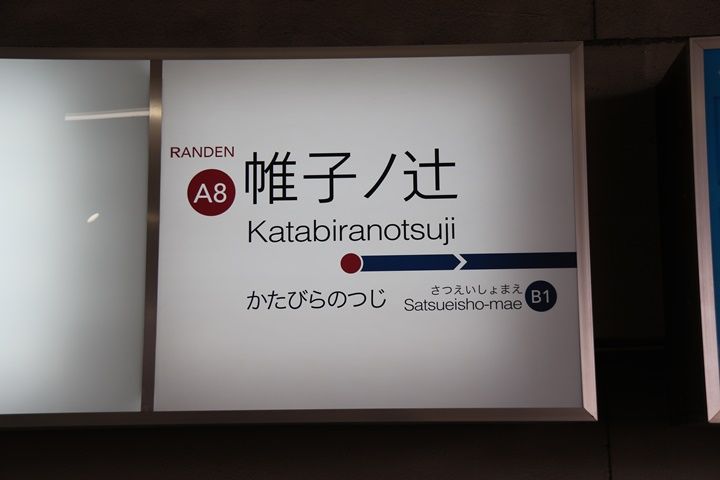 RANDEN
A8
帷子ノ辻
Katabiranotsuji
かたびらのつじ
さつえいしょまえ
Satsueisho-mae
B1